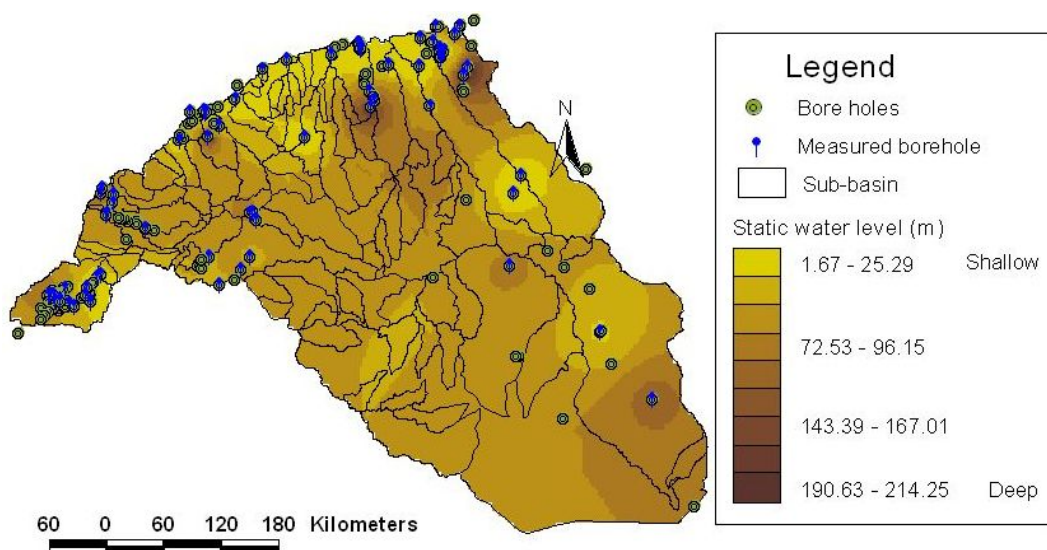 N
Legend
Bore holes
Measured borehole
Sub-basin
Static water level (m)
1.67 - 25.29 Shallow
72.53 - 96.15
143.39 - 167.01
190.63 - 214.25 Deep
60 0 60 120 180 Kilometers